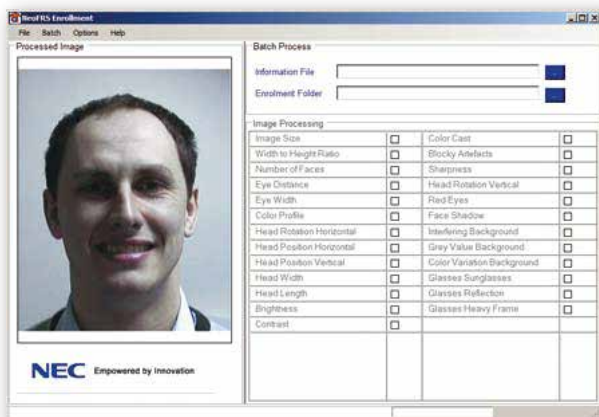 NeoFRS Enrollment
File Batch Options Help
Processed Image
NEC Empowered by Innovation
Batch Process
Information File
...
Enrolment Folder
...
Image Processing
Image Size Color Cast
Width to Height Ratio Blocky Artefacts
Number of Faces Sharpness
Eye Distance Head Rotation Vertical
Eye Width Red Eyes
Color Profile Face Shadow
Head Rotation Horizontal Interfering Background
Head Position Horizontal Grey Value Background
Head Position Vertical Color Variation Background
Head Width Glasses Sunglasses
Head Length Glasses Reflection
Brightness Glasses Heavy Frame
Contrast